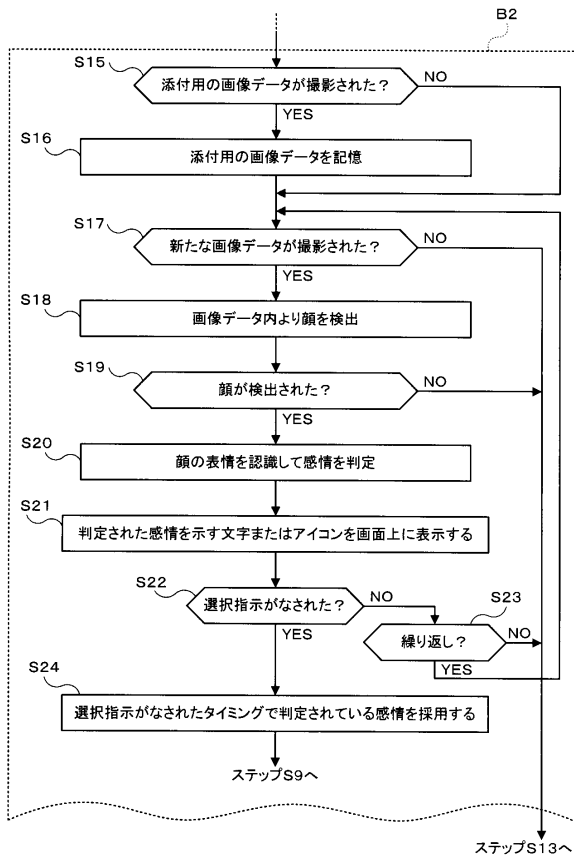 B2
S15
添付用の画像データが撮影された？
NO
YES
S16
添付用の画像データを記憶
S17
新たな画像データが撮影された？
NO
YES
S18
画像データ内より顔を検出
S19
顔が検出された？
NO
YES
S20
顔の表情を認識して感情を判定
S21
判定された感情を示す文字またはアイコンを画面上に表示する
S22
選択指示がなされた？
NO
YES
S23
繰り返し？
NO
YES
S24
選択指示がなされたタイミングで判定されている感情を採用する
ステップS9へ
ステップS13へ